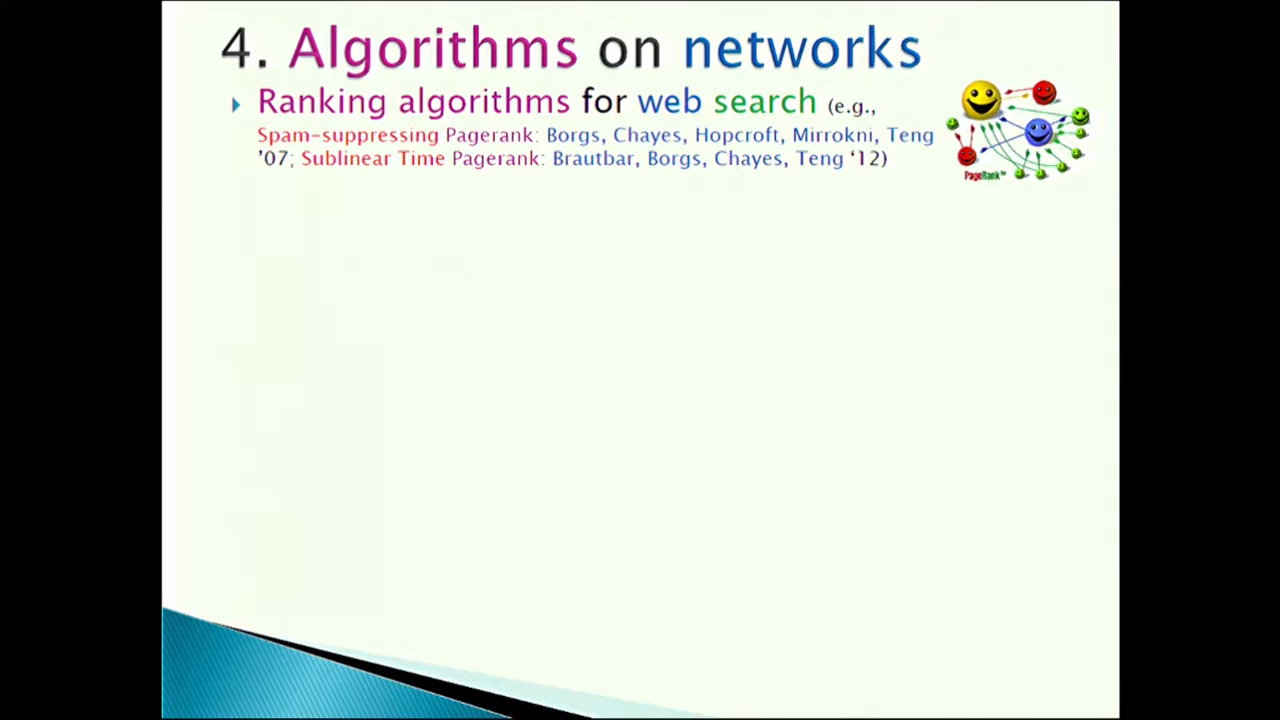 4. Algorithms on networks
Ranking algorithms for web search (e.g.,
Spam-suppressing Pagerank: Borgs, Chayes, Hopcroft, Mirrokni, Teng
’07; Sublinear Time Pagerank: Brautbar, Borgs, Chayes, Teng ‘12)
PageRank™